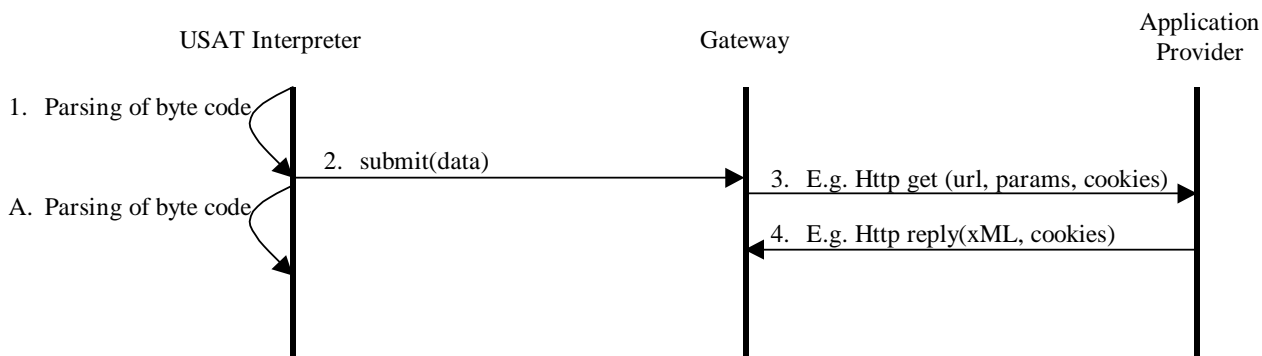 USAT Interpreter
Gateway
Application
Provider
1. Parsing of byte code
2. submit(data)
3. E.g. Http get (url, params, cookies)
A. Parsing of byte code
4. E.g. Http reply(xML, cookies)